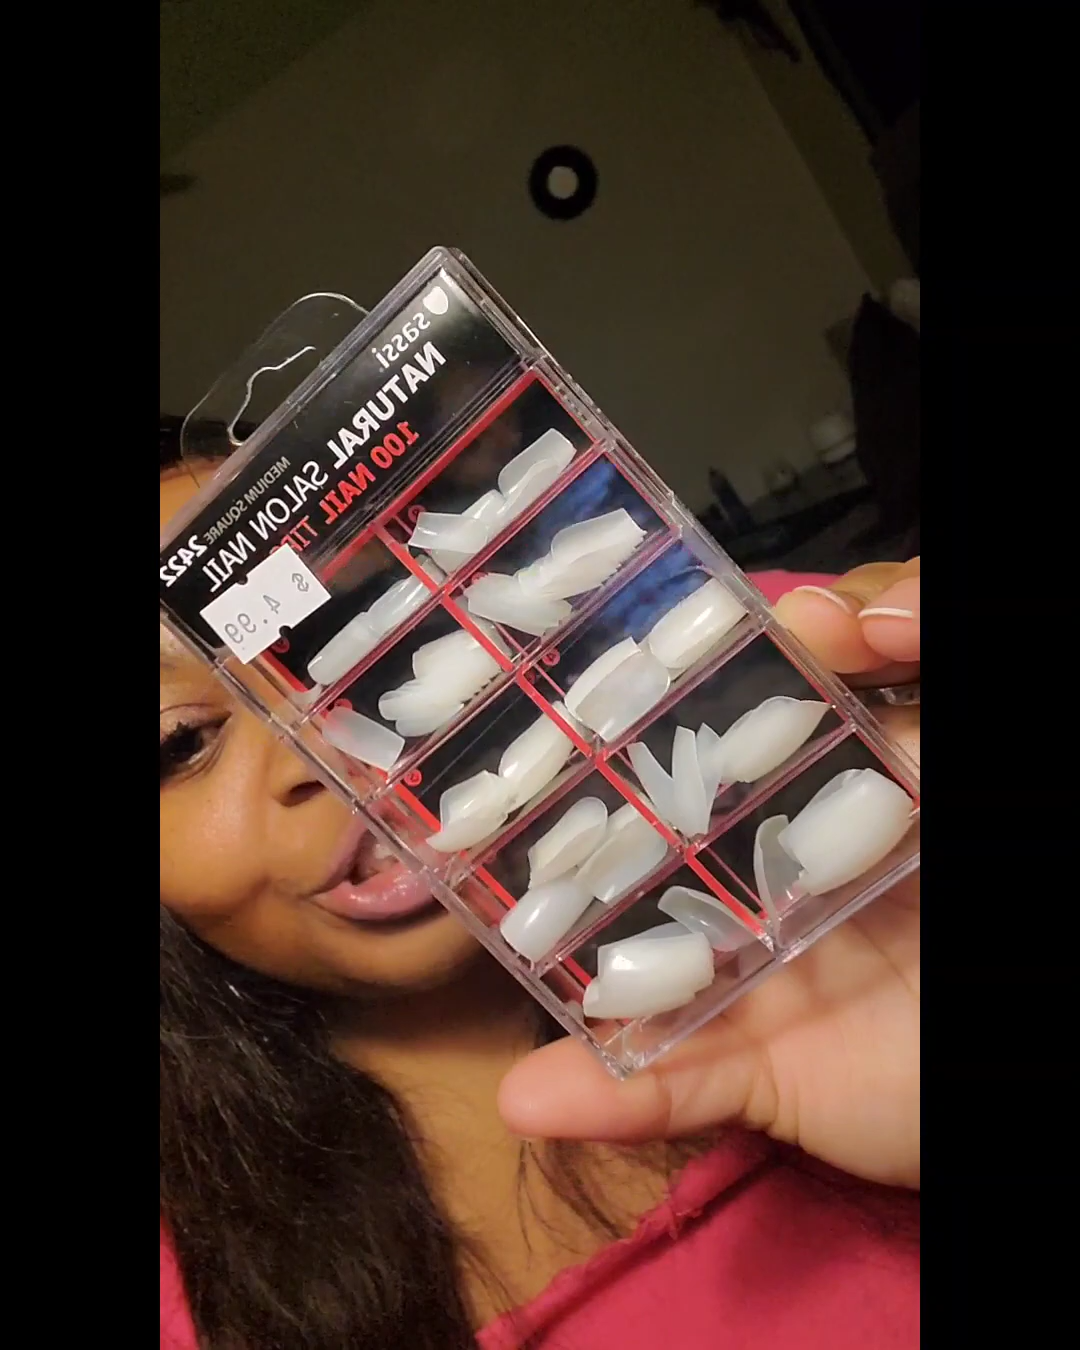 sassi
NATURAL SALON NAIL
100 NAIL
MEDIUM SQUARE 2422
$ 4.99